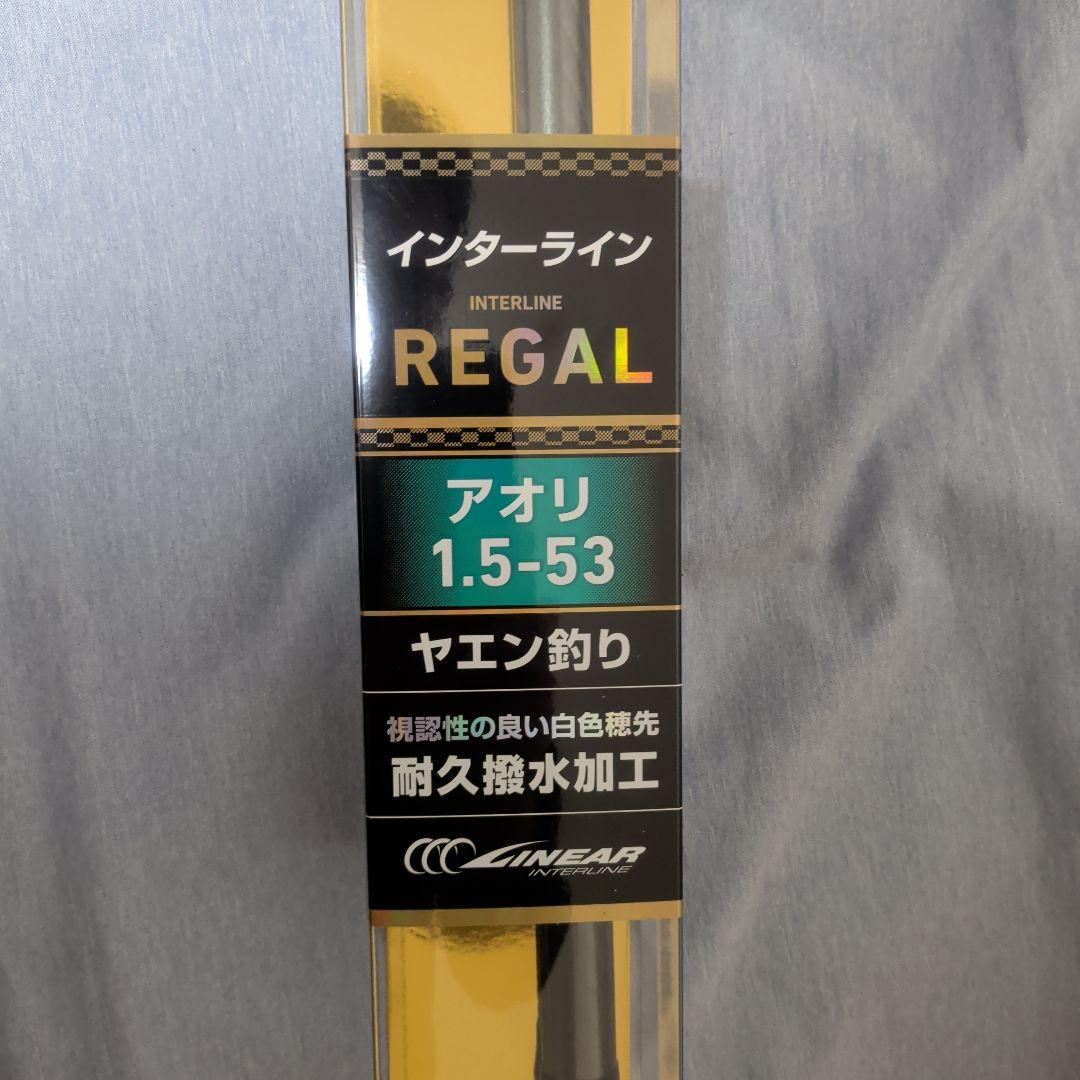 インターライン
INTERLINE
REGAL
アオリ
1.5-53
ヤエン釣り
視認性の良い白色穂先
耐久撥水加工
LINEAR
INTERLINE